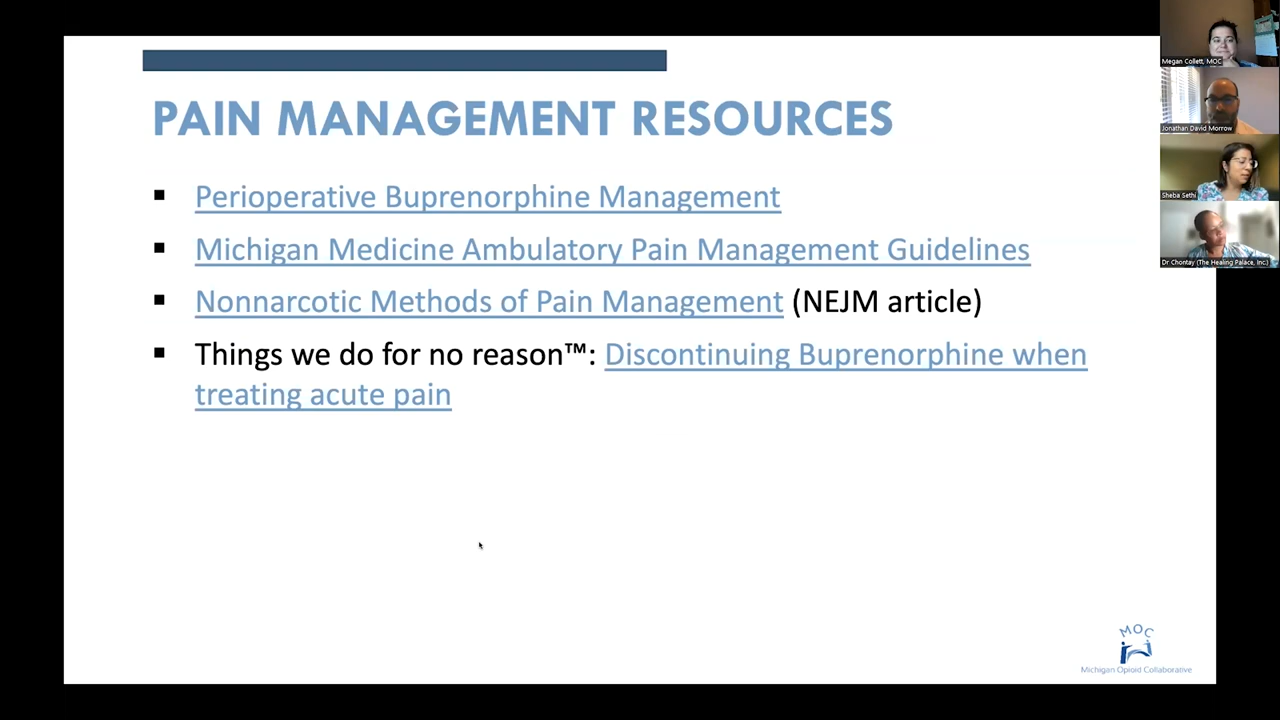 PAIN MANAGEMENT RESOURCES
▪ Perioperative Buprenorphine Management
▪ Michigan Medicine Ambulatory Pain Management Guidelines
▪ Nonnarcotic Methods of Pain Management (NEJM article)
▪ Things we do for no reason™: Discontinuing Buprenorphine when
treating acute pain
Megan Collett, MOC
Jonathan David Morrow
Sheba Sethi
Dr Chontay (The Healing Palace, Inc.)
MOC
Michigan Opioid Collaborative